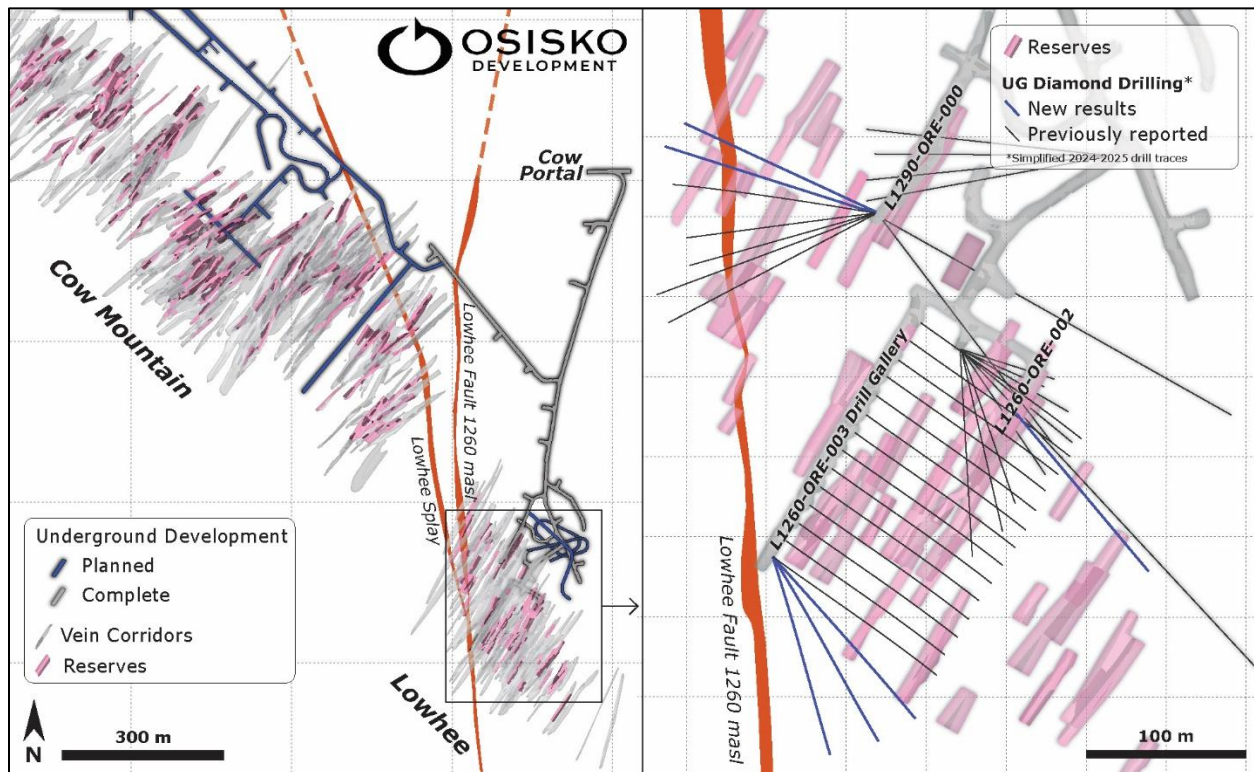 OSISKO
DEVELOPMENT
Cow
Portal
Cow Mountain
Lowhee Fault 1260 masl
Lowhee Splay
Lowhee
Underground Development
Planned
Complete
Vein Corridors
Reserves
N
300 m
Reserves
UG Diamond Drilling*
New results
Previously reported
*Simplified 2024-2025 drill traces
L1290-ORE-000
L1260-ORE-002
L1260-ORE-003 Drill Gallery
Lowhee Fault 1260 masl
100 m